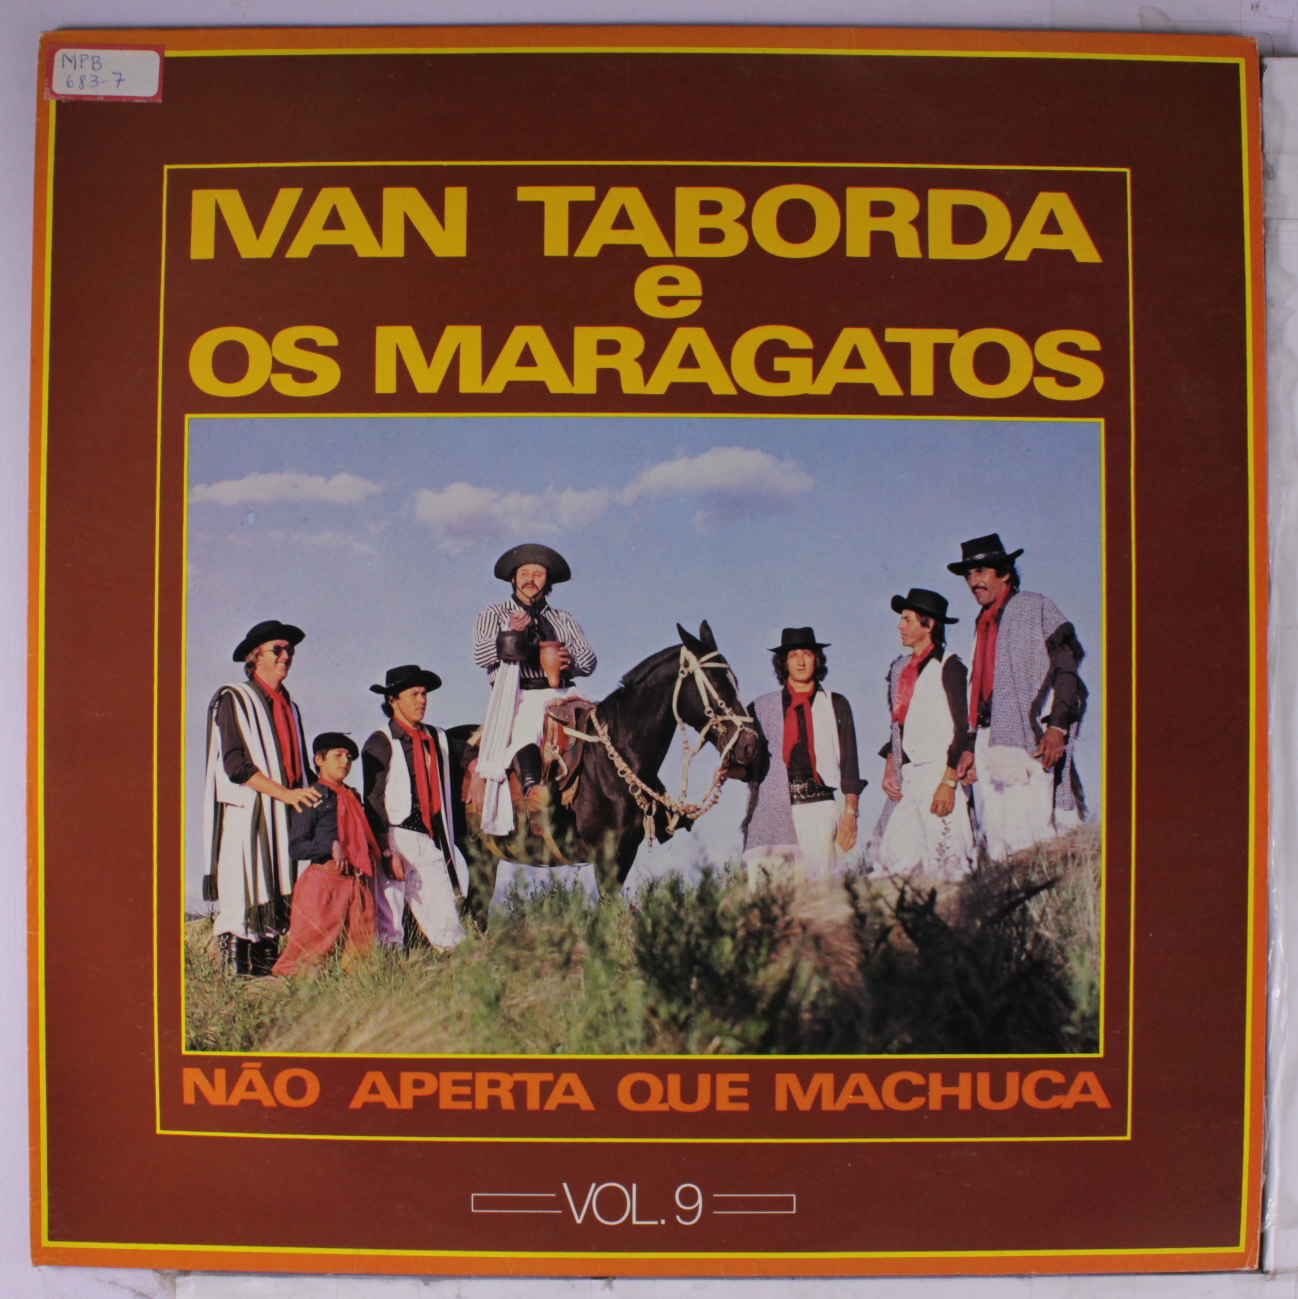 MPB
683-7
IVAN TABORDA
e
OS MARAGATOS
NÃO APERTA QUE MACHUCA
VOL. 9